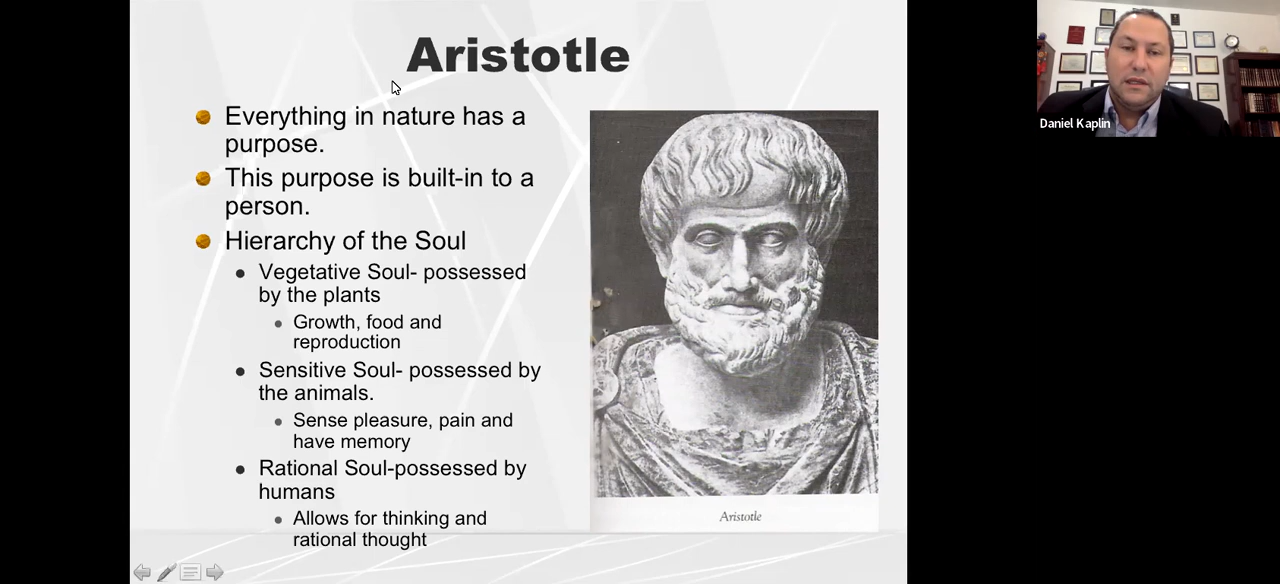 Aristotle
Everything in nature has a
purpose.
This purpose is built-in to a
person.
Hierarchy of the Soul
Vegetative Soul- possessed
by the plants
Growth, food and
reproduction
Sensitive Soul- possessed by
the animals.
Sense pleasure, pain and
have memory
Rational Soul-possessed by
humans
Allows for thinking and
rational thought
Aristotle
Daniel Kaplin